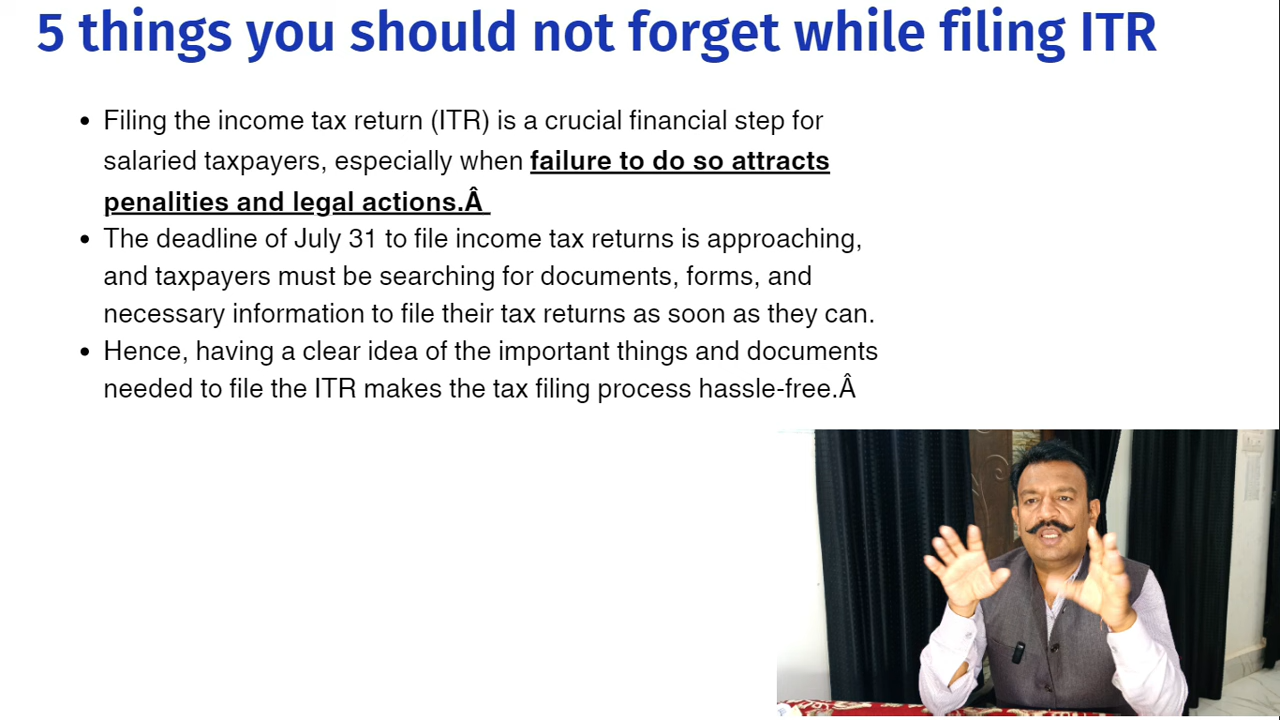 5 things you should not forget while filing ITR
• Filing the income tax return (ITR) is a crucial financial step for
salaried taxpayers, especially when failure to do so attracts
penalities and legal actions.Â
• The deadline of July 31 to file income tax returns is approaching,
and taxpayers must be searching for documents, forms, and
necessary information to file their tax returns as soon as they can.
• Hence, having a clear idea of the important things and documents
needed to file the ITR makes the tax filing process hassle-free.Â